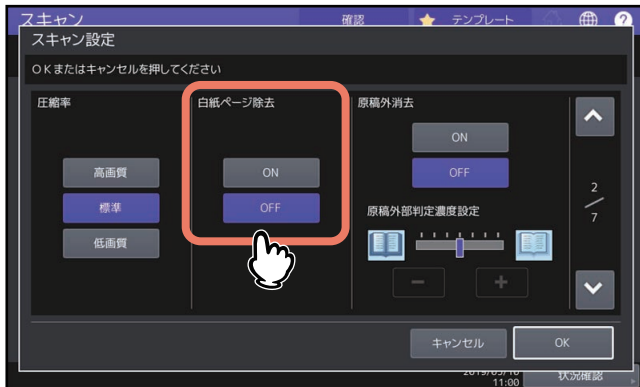 スキャン
確認
テンプレート
?
スキャン設定
OKまたはキャンセルを押してください
圧縮率
高画質
標準
低画質
白紙ページ除去
ON
OFF
原稿外消去
ON
OFF
原稿外部判定濃度設定
2
7
キャンセル
OK
11:00
状況確認